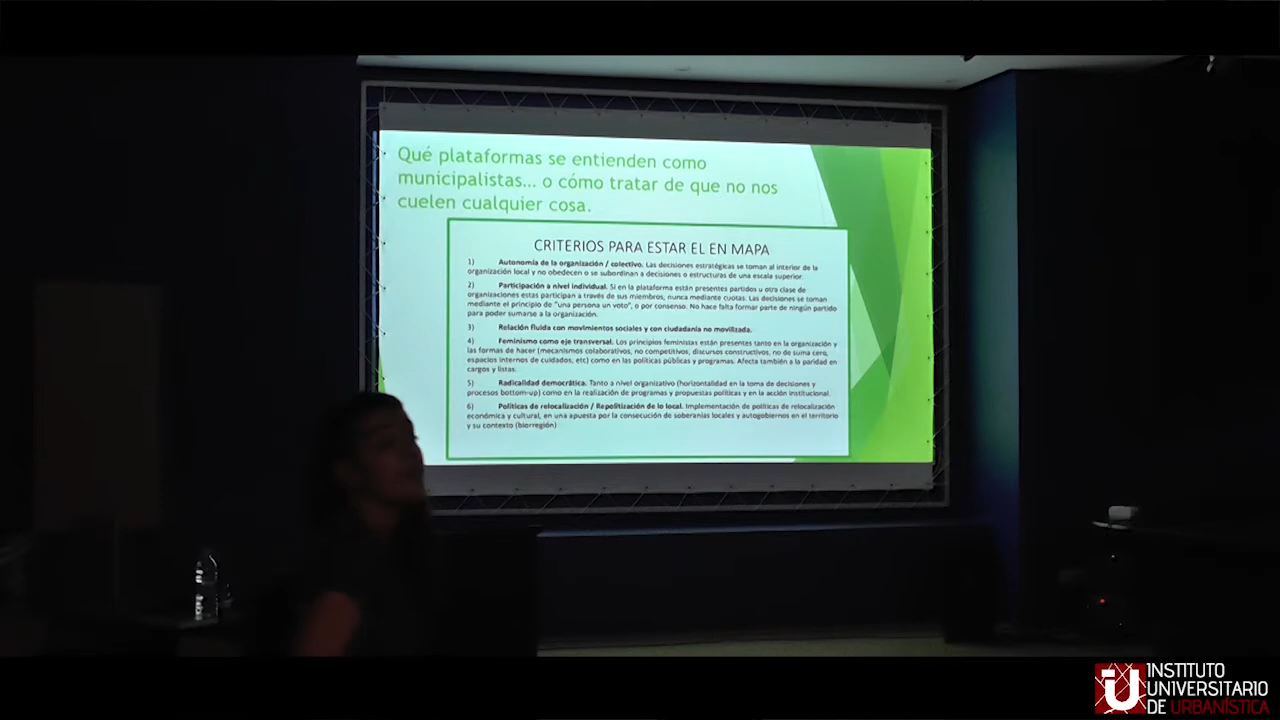 Qué plataformas se entienden como
municipalistas... o cómo tratar de que no nos
cuelen cualquier cosa.
CRITERIOS PARA ESTAR EL EN MAPA
1) Autonomía de la organización / colectivo. Las decisiones estratégicas se toman al interior de la
organización local y no obedecen o se subordinan a decisiones o estructuras de una escala superior.
2) Participación a nivel individual. Si en la plataforma están presentes partidos u otra clase de
organizaciones estas participan a través de sus miembros, nunca mediante cuotas. Las decisiones se toman
mediante el principio de "una persona un voto", o por consenso. No hace falta formar parte de ningún partido
para poder sumarse a la organización.
3) Relación fluida con movimientos sociales y con ciudadanía no movilizada.
4) Feminismo como eje transversal. Los principios feministas están presentes tanto en la organización y
las formas de hacer (mecanismos colaborativos, no competitivos, discursos constructivos, no de suma cero,
espacios internos de cuidados, etc) como en las políticas públicas y programas. Afecta también a la paridad en
cargos y listas.
5) Radicalidad democrática. Tanto a nivel organizativo (horizontalidad en la toma de decisiones y
procesos bottom-up) como en la realización de programas y propuestas políticas y en la acción institucional.
6) Políticas de relocalización / Repolitización de lo local. Implementación de políticas de relocalización
económica y cultural, en una apuesta por la consecución de soberanías locales y autogobiernos en el territorio
y su contexto (biorregión)
IU INSTITUTO
UNIVERSITARIO
DE URBANÍSTICA